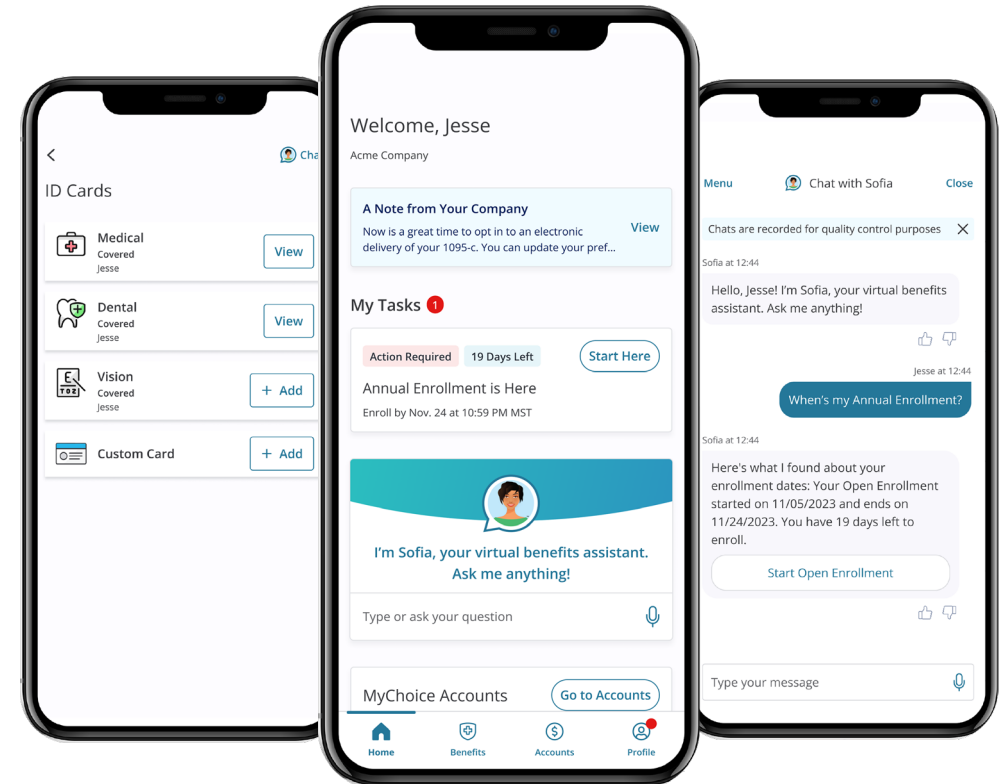 Cha
ID Cards
Medical
Covered
Jesse
View
Dental
Covered
Jesse
View
E
TOZ
Vision
Covered
Jesse
+ Add
Custom Card
+ Add
Welcome, Jesse
Acme Company
A Note from Your Company
Now is a great time to opt in to an electronic
delivery of your 1095-c. You can update your pref...
View
My Tasks 1
Action Required 19 Days Left
Start Here
Annual Enrollment is Here
Enroll by Nov. 24 at 10:59 PM MST
I'm Sofia, your virtual benefits assistant.
Ask me anything!
Type or ask your question
MyChoice Accounts
Go to Accounts
Home Benefits Accounts Profile
Menu Chat with Sofia Close
Chats are recorded for quality control purposes
Sofia at 12:44
Hello, Jesse! I'm Sofia, your virtual benefits
assistant. Ask me anything!
Jesse at 12:44
When's my Annual Enrollment?
Sofia at 12:44
Here's what I found about your
enrollment dates: Your Open Enrollment
started on 11/05/2023 and ends on
11/24/2023. You have 19 days left to
enroll.
Start Open Enrollment
Type your message